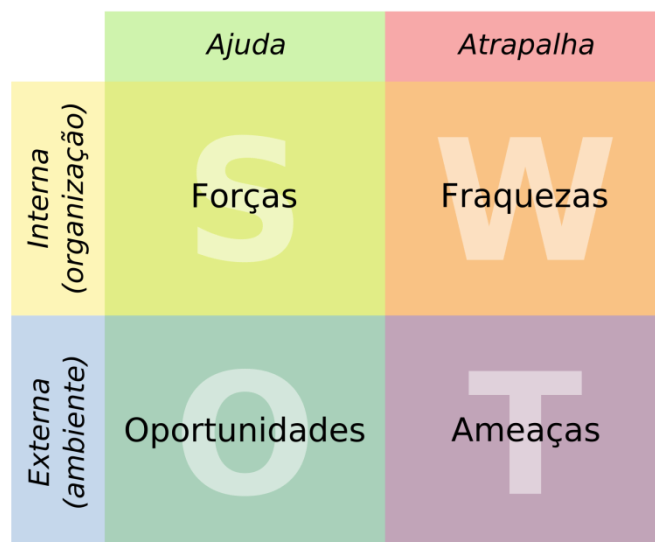 Ajuda
Atrapalha
Interna
(organização)
S
Forças
W
Fraquezas
Externa
(ambiente)
O
Oportunidades
T
Ameaças